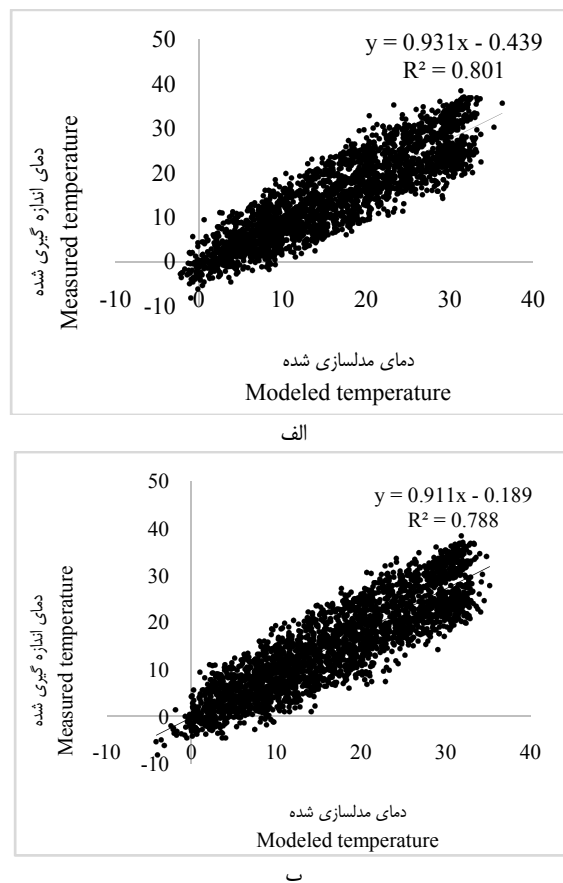 50
y = 0.931x - 0.439
40
R² = 0.801
30
20
10
0
-10
-10
0
10
20
30
40
دمای اندازه گیری شده
Measured temperature
دمای مدلسازی شده
Modeled temperature
الف
50
y = 0.911x - 0.189
40
R² = 0.788
30
20
10
0
-10
-10
0
10
20
30
40
دمای اندازه گیری شده
Measured temperature
دمای مدلسازی شده
Modeled temperature
ب